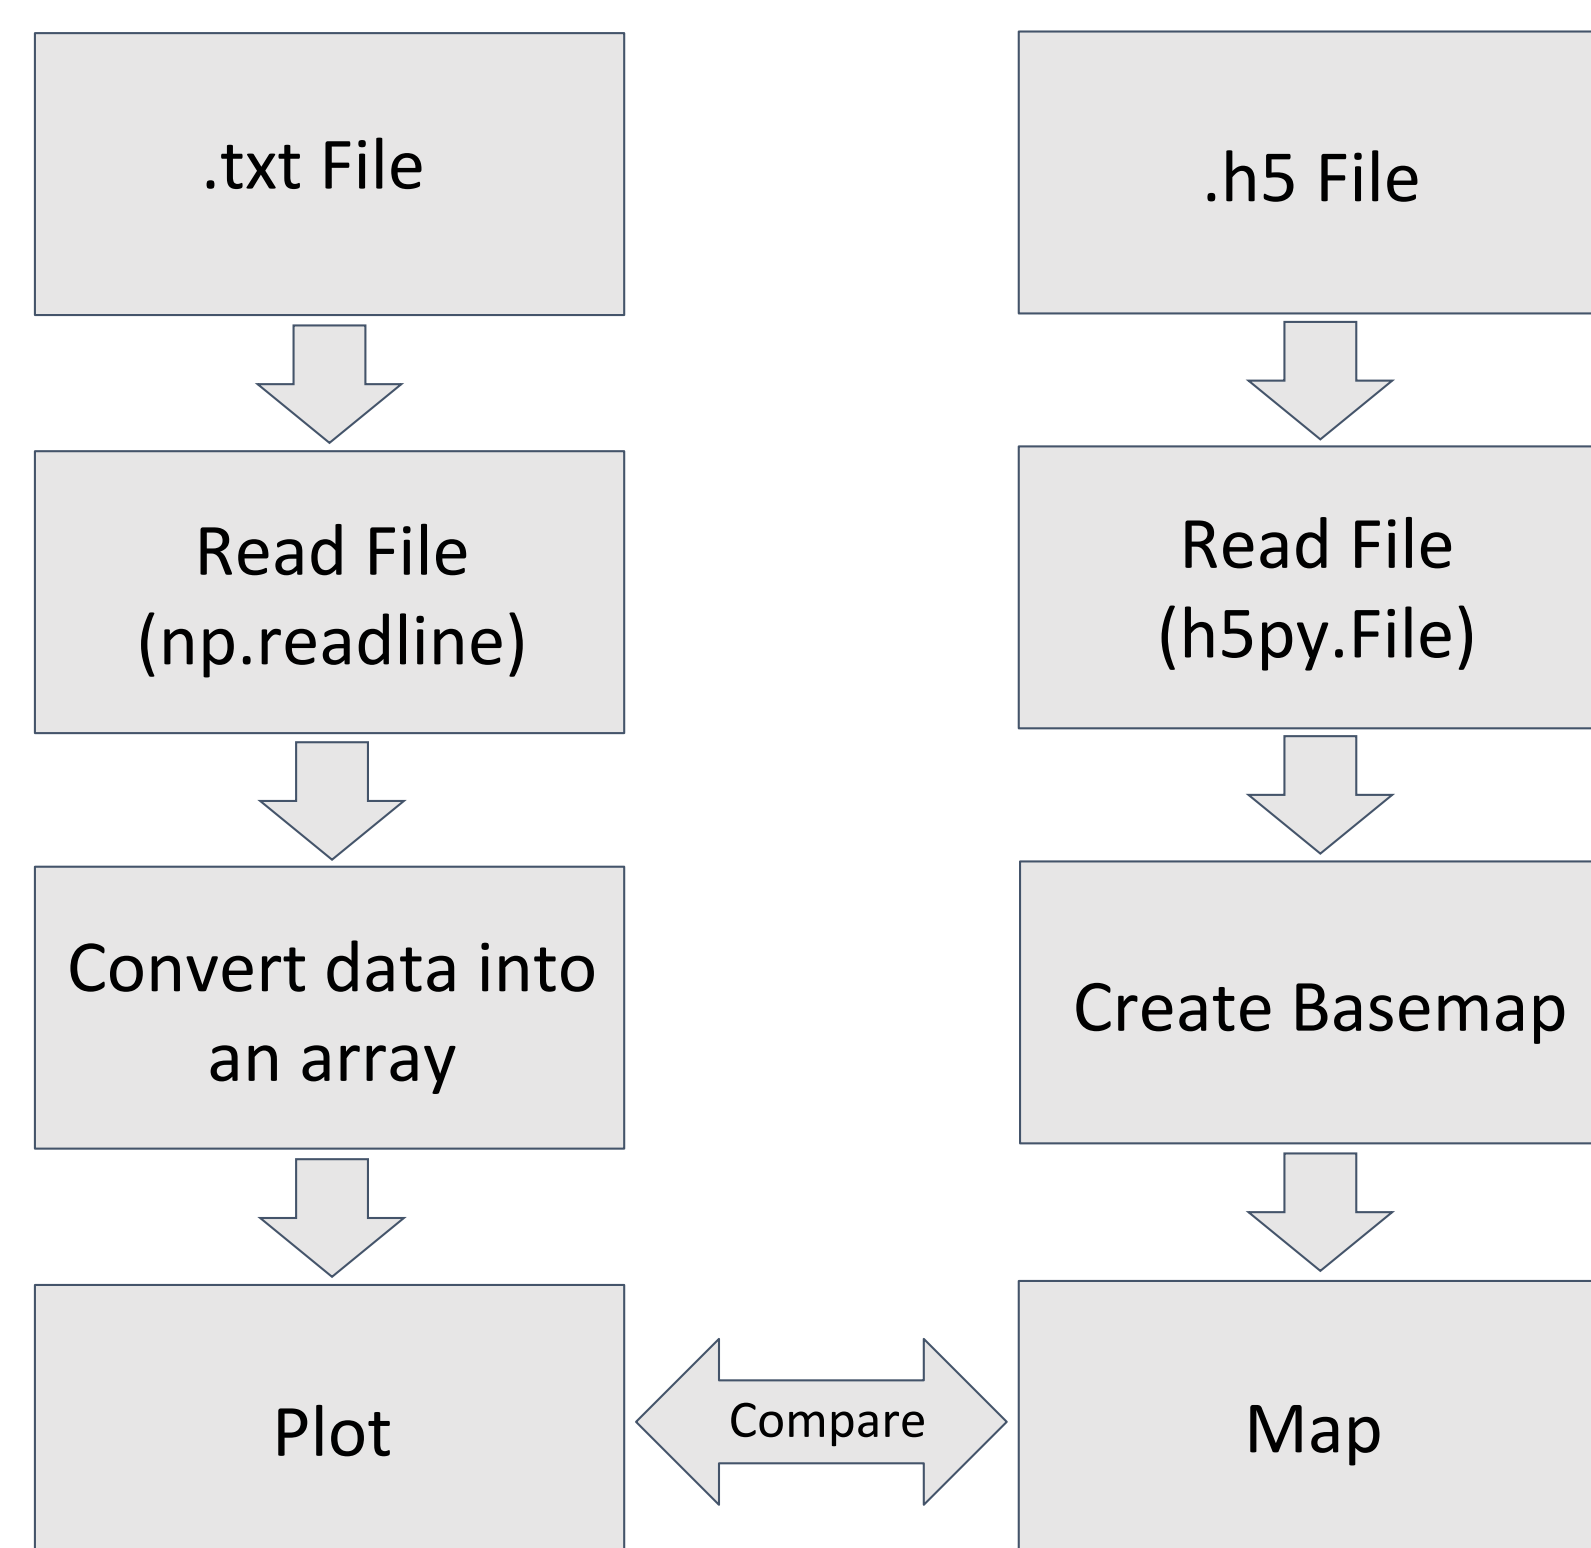 .txt File
Read File
(np.readline)
Convert data into
an array
Plot
Compare
.h5 File
Read File
(h5py.File)
Create Basemap
Map